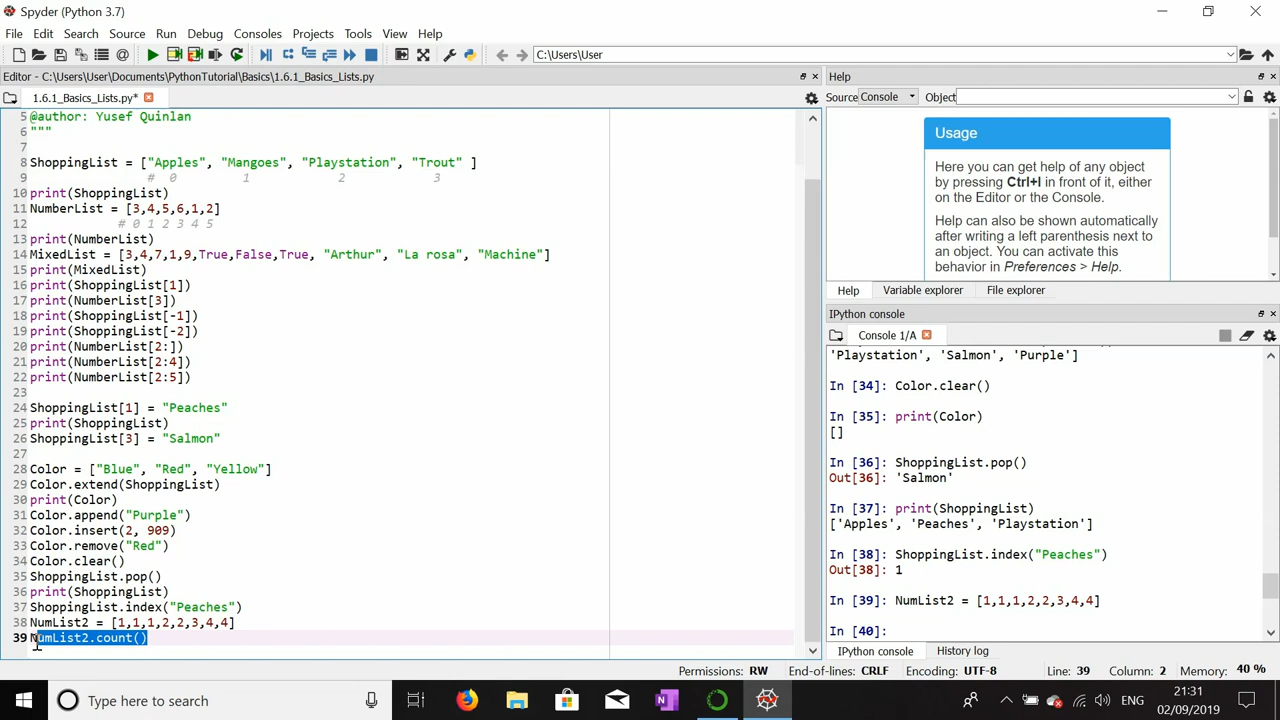 Spyder (Python 3.7)
File Edit Search Source Run Debug Consoles Projects Tools View Help
C:\Users\User
Editor - C:\Users\User\Documents\PythonTutorial\Basics\1.6.1_Basics_Lists.py
1.6.1_Basics_Lists.py*
5 @author: Yusef Quinlan
6 """
7
8 ShoppingList = ["Apples", "Mangoes", "Playstation", "Trout" ]
9 # 0 1 2 3
10 print(ShoppingList)
11 NumberList = [3,4,5,6,1,2]
12 # 0 1 2 3 4 5
13 print(NumberList)
14 MixedList = [3,4,7,1,9,True,False,True, "Arthur", "La rosa", "Machine"]
15 print(MixedList)
16 print(ShoppingList[1])
17 print(NumberList[3])
18 print(ShoppingList[-1])
19 print(ShoppingList[-2])
20 print(NumberList[2:])
21 print(NumberList[2:4])
22 print(NumberList[2:5])
23
24 ShoppingList[1] = "Peaches"
25 print(ShoppingList)
26 ShoppingList[3] = "Salmon"
27
28 Color = ["Blue", "Red", "Yellow"]
29 Color.extend(ShoppingList)
30 print(Color)
31 Color.append("Purple")
32 Color.insert(2, 909)
33 Color.remove("Red")
34 Color.clear()
35 ShoppingList.pop()
36 print(ShoppingList)
37 ShoppingList.index("Peaches")
38 NumList2 = [1,1,1,2,2,3,4,4]
39 NumList2.count()
Help
Source Console Object
Usage
Here you can get help of any object
by pressing Ctrl+I in front of it, either
on the Editor or the Console.
Help can also be shown automatically
after writing a left parenthesis next to
an object. You can activate this
behavior in Preferences > Help.
Help Variable explorer File explorer
IPython console
Console 1/A
'Playstation', 'Salmon', 'Purple']
In [34]: Color.clear()
In [35]: print(Color)
[]
In [36]: ShoppingList.pop()
Out[36]: 'Salmon'
In [37]: print(ShoppingList)
['Apples', 'Peaches', 'Playstation']
In [38]: ShoppingList.index("Peaches")
Out[38]: 1
In [39]: NumList2 = [1,1,1,2,2,3,4,4]
In [40]:
IPython console History log
Permissions: RW End-of-lines: CRLF Encoding: UTF-8 Line: 39 Column: 2 Memory: 40 %
Type here to search
ENG
21:31
02/09/2019